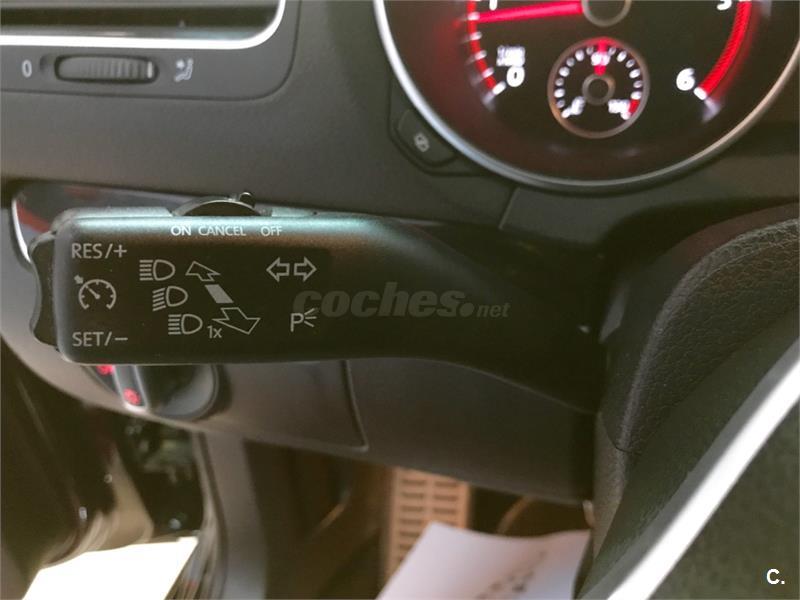 0
0
6
ON CANCEL OFF
RES/+
SET/-
1x
P
coches.net
C.